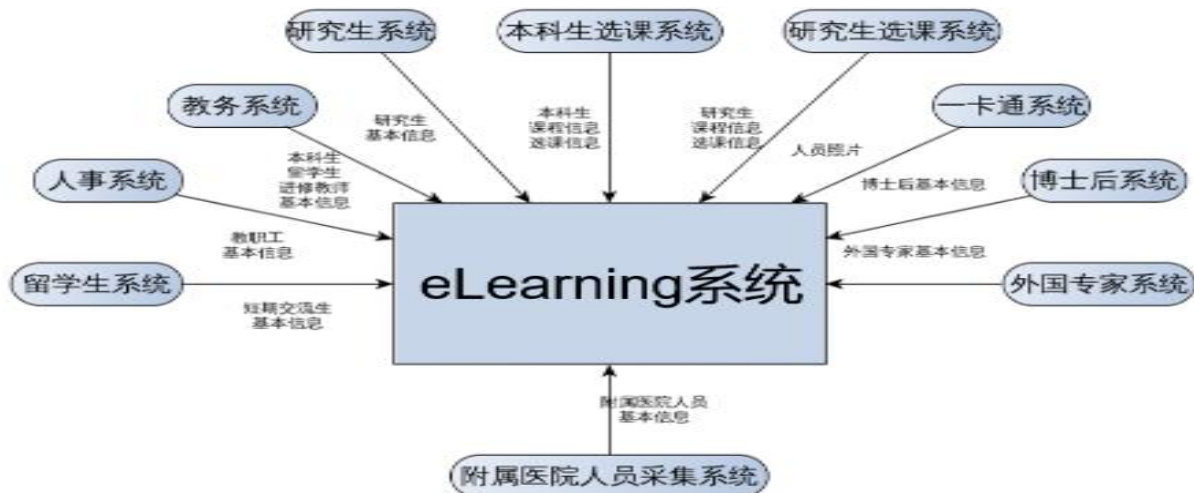 研究生系统
本科生选课系统
研究生选课系统
教务系统
一卡通系统
研究生
基本信息
本科生
课程信息
选课信息
研究生
课程信息
选课信息
人员照片
人事系统
本科生
留学生
进修教师
基本信息
博士后基本信息
博士后系统
教职工
基本信息
外国专家基本信息
留学生系统
eLearning系统
外国专家系统
短期交流生
基本信息
附属医院人员
基本信息
附属医院人员采集系统